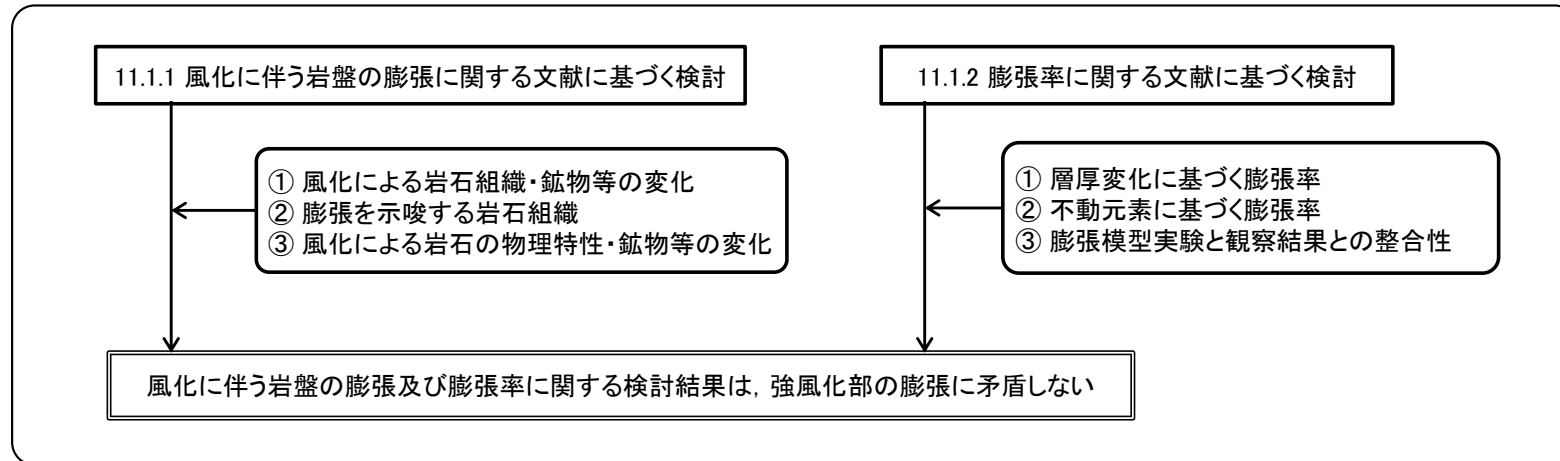 11.1.1 風化に伴う岩盤の膨張に関する文献に基づく検討
① 風化による岩石組織・鉱物等の変化
② 膨張を示唆する岩石組織
③ 風化による岩石の物理特性・鉱物等の変化
11.1.2 膨張率に関する文献に基づく検討
① 層厚変化に基づく膨張率
② 不動元素に基づく膨張率
③ 膨張模型実験と観察結果との整合性
風化に伴う岩盤の膨張及び膨張率に関する検討結果は，強風化部の膨張に矛盾しない